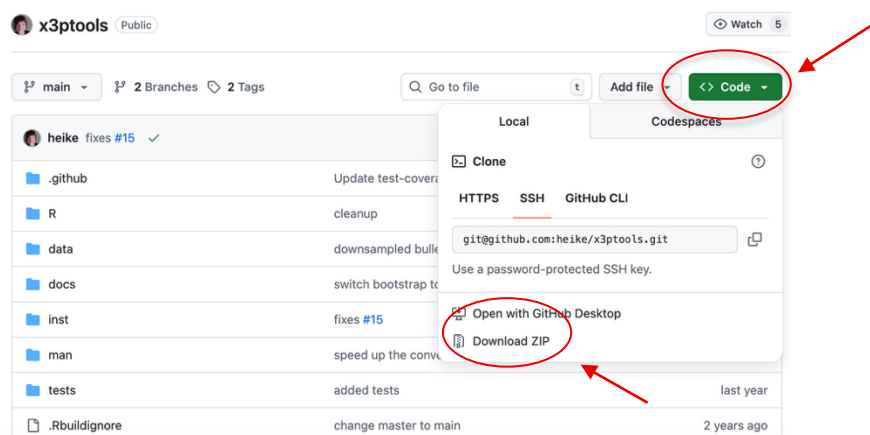 x3ptools Public Watch 5
main 2 Branches 2 Tags Go to file t Add file <> Code
Local Codespaces
heike fixes #15
Clone
.github Update test-covera
HTTPS SSH GitHub CLI
R cleanup
git@github.com:heike/x3ptools.git
data downsampled bulle
Use a password-protected SSH key.
docs switch bootstrap to
Open with GitHub Desktop
inst fixes #15
Download ZIP
man speed up the conve
tests added tests last year
.Rbuildignore change master to main 2 years ago